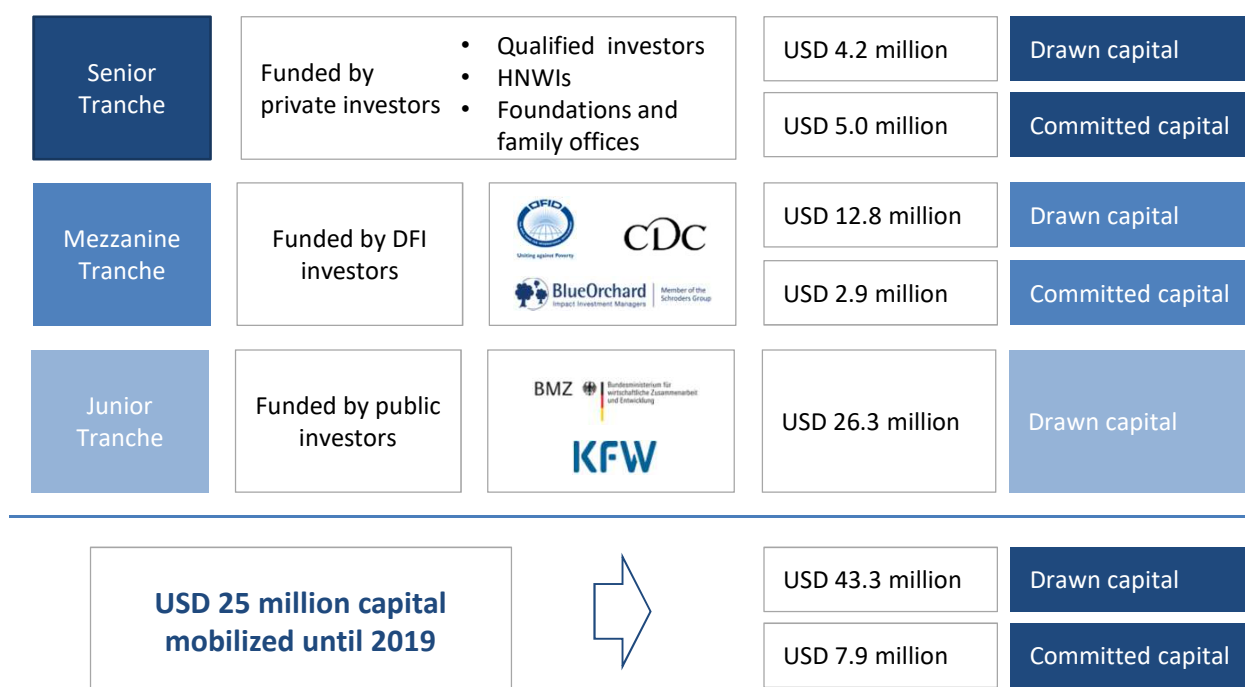 Senior
Tranche
Funded by
private investors
• Qualified investors
• HNWIs
• Foundations and
family offices
USD 4.2 million
Drawn capital
USD 5.0 million
Committed capital
Mezzanine
Tranche
Funded by DFI
investors
OFID
Uniting against Poverty
CDC
BlueOrchard
Impact Investment Managers
Member of the
Schroders Group
USD 12.8 million
Drawn capital
USD 2.9 million
Committed capital
Junior
Tranche
Funded by public
investors
BMZ
Bundesministerium für
wirtschaftliche Zusammenarbeit
und Entwicklung
KFW
USD 26.3 million
Drawn capital
USD 25 million capital
mobilized until 2019
USD 43.3 million
Drawn capital
USD 7.9 million
Committed capital